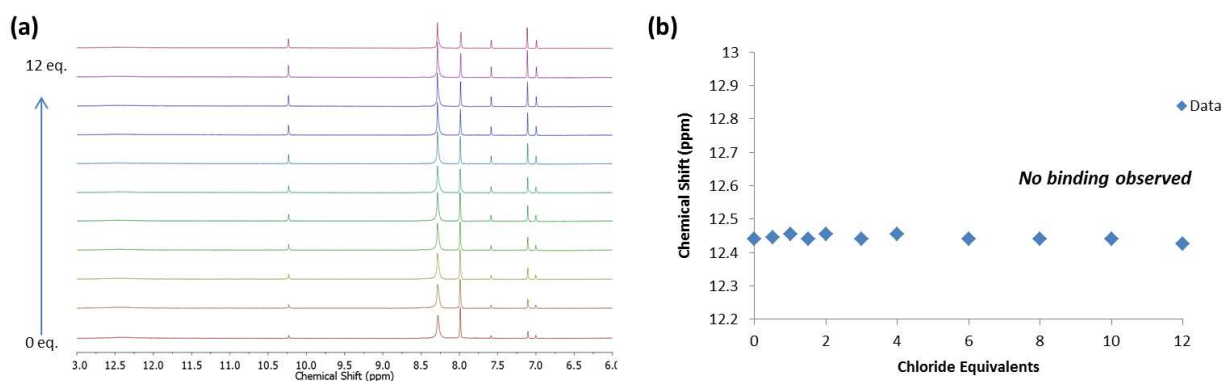 (a)
12 eq.
0 eq.
3.0 12.5 12.0 11.5 11.0 10.5 10.0 9.5 9.0 8.5 8.0 7.5 7.0 6.5 6.0
Chemical Shift (ppm)
(b)
13
12.9
12.8
12.7
12.6
12.5
12.4
12.3
12.2
Chemical Shift (ppm)
Data
No binding observed
0 2 4 6 8 10 12
Chloride Equivalents